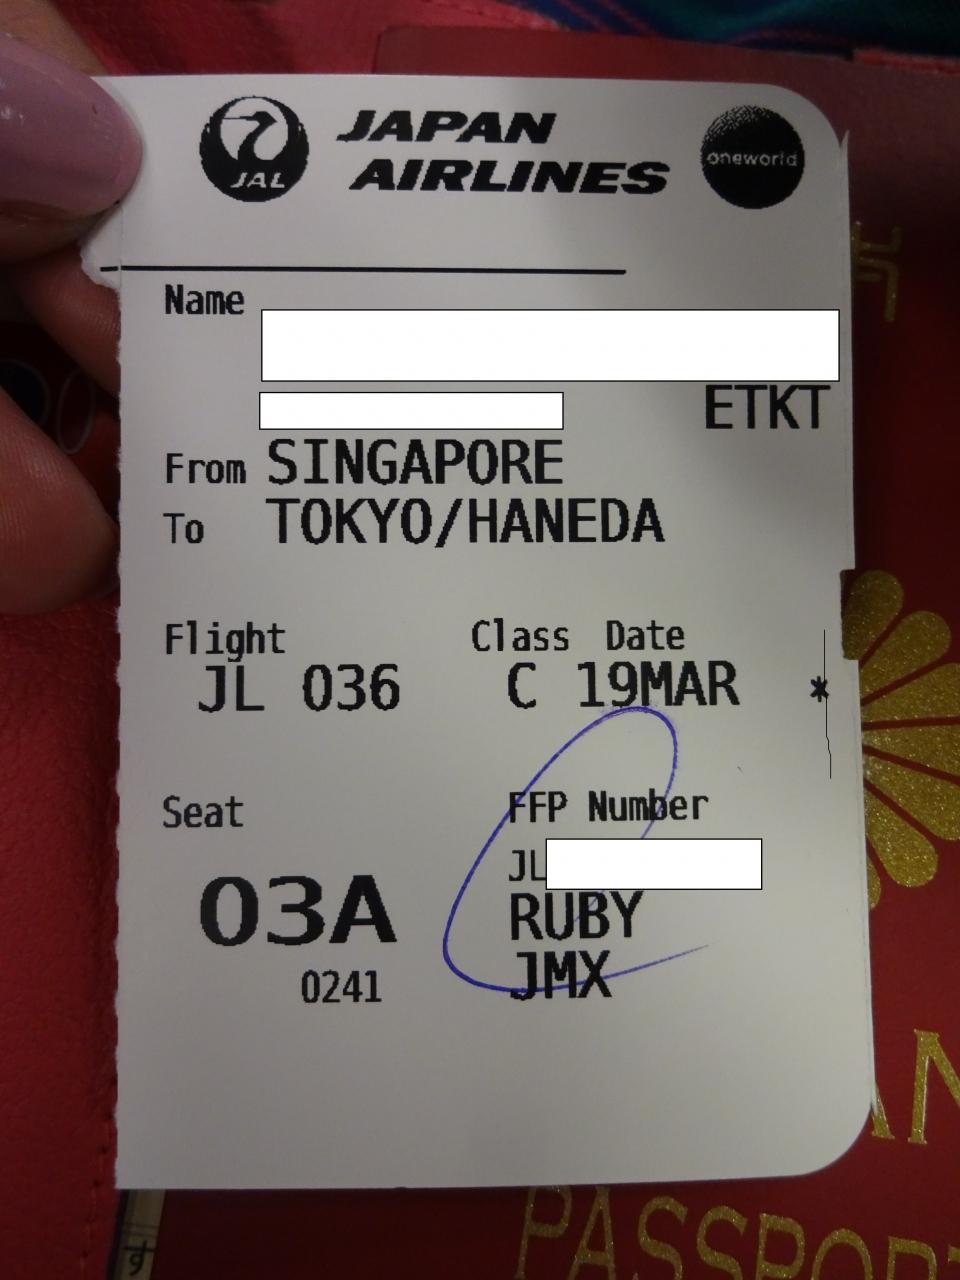 JAL
JAPAN
AIRLINES
oneworld
Name
ETKT
From SINGAPORE
To TOKYO/HANEDA
Flight Class Date
JL 036 C 19MAR *
Seat FFP Number
JL
03A RUBY
0241 JMX
PASSPORT